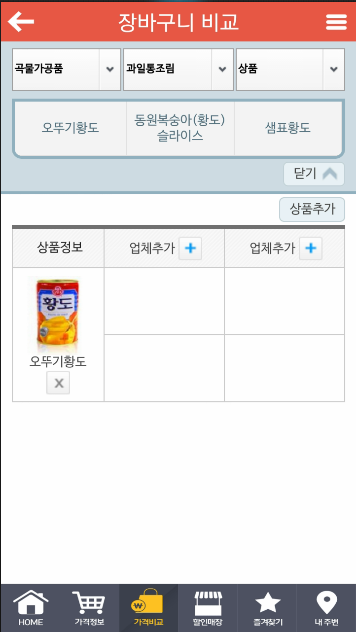 장바구니 비교
곡물가공품
과일통조림
상품
오뚜기황도
동원복숭아(황도)
슬라이스
샘표황도
닫기
상품추가
상품정보
업체추가
업체추가
황도
오뚜기황도
X
HOME
가격정보
₩
가격비교
할인매장
즐겨찾기
내 주변